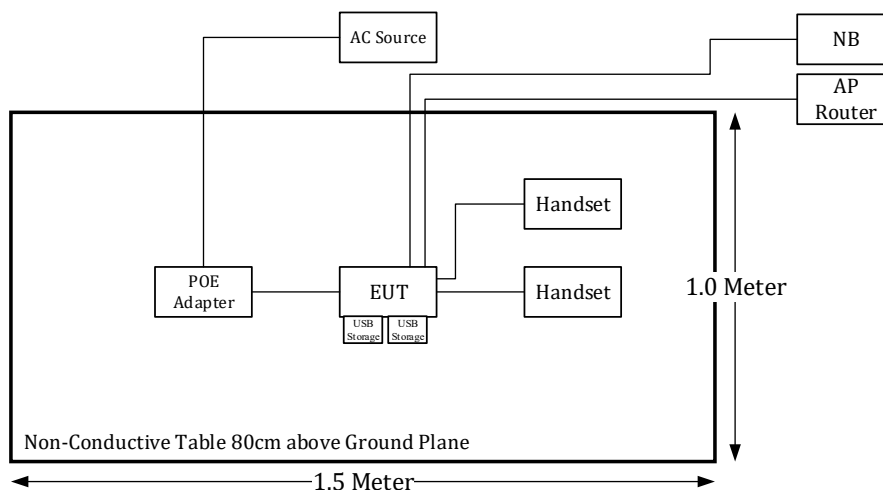 AC Source
NB
AP
Router
Handset
POE
Adapter
EUT
Handset
1.0 Meter
USB
Storage
USB
Storage
Non-Conductive Table 80cm above Ground Plane
1.5 Meter